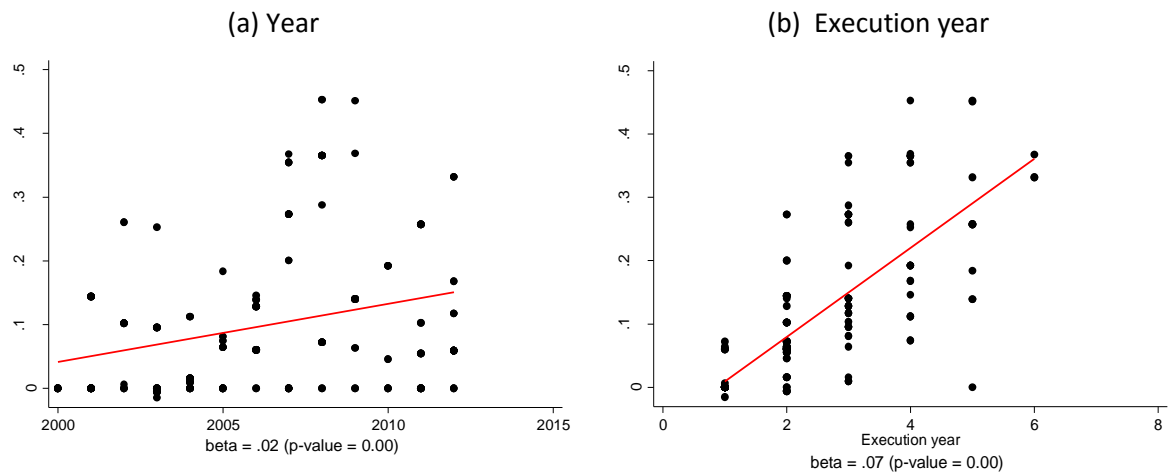 (a) Year
.5
.4
.3
.2
.1
0
2000 2005 2010 2015
beta = .02 (p-value = 0.00)
(b) Execution year
.5
.4
.3
.2
.1
0
0 2 4 6 8
Execution year
beta = .07 (p-value = 0.00)